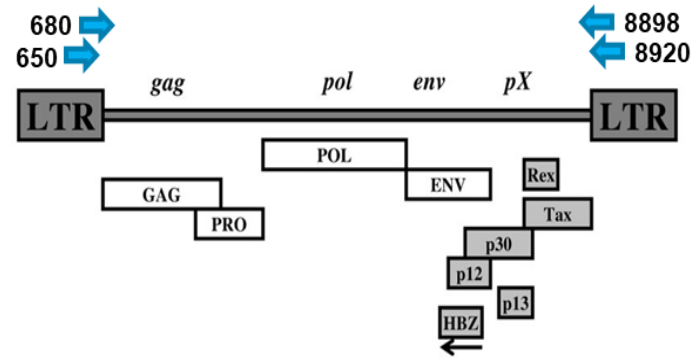 680
8898
650
8920
gag pol env pX
LTR
LTR
POL
Rex
ENV
GAG
Tax
PRO
p30
p12
p13
HBZ